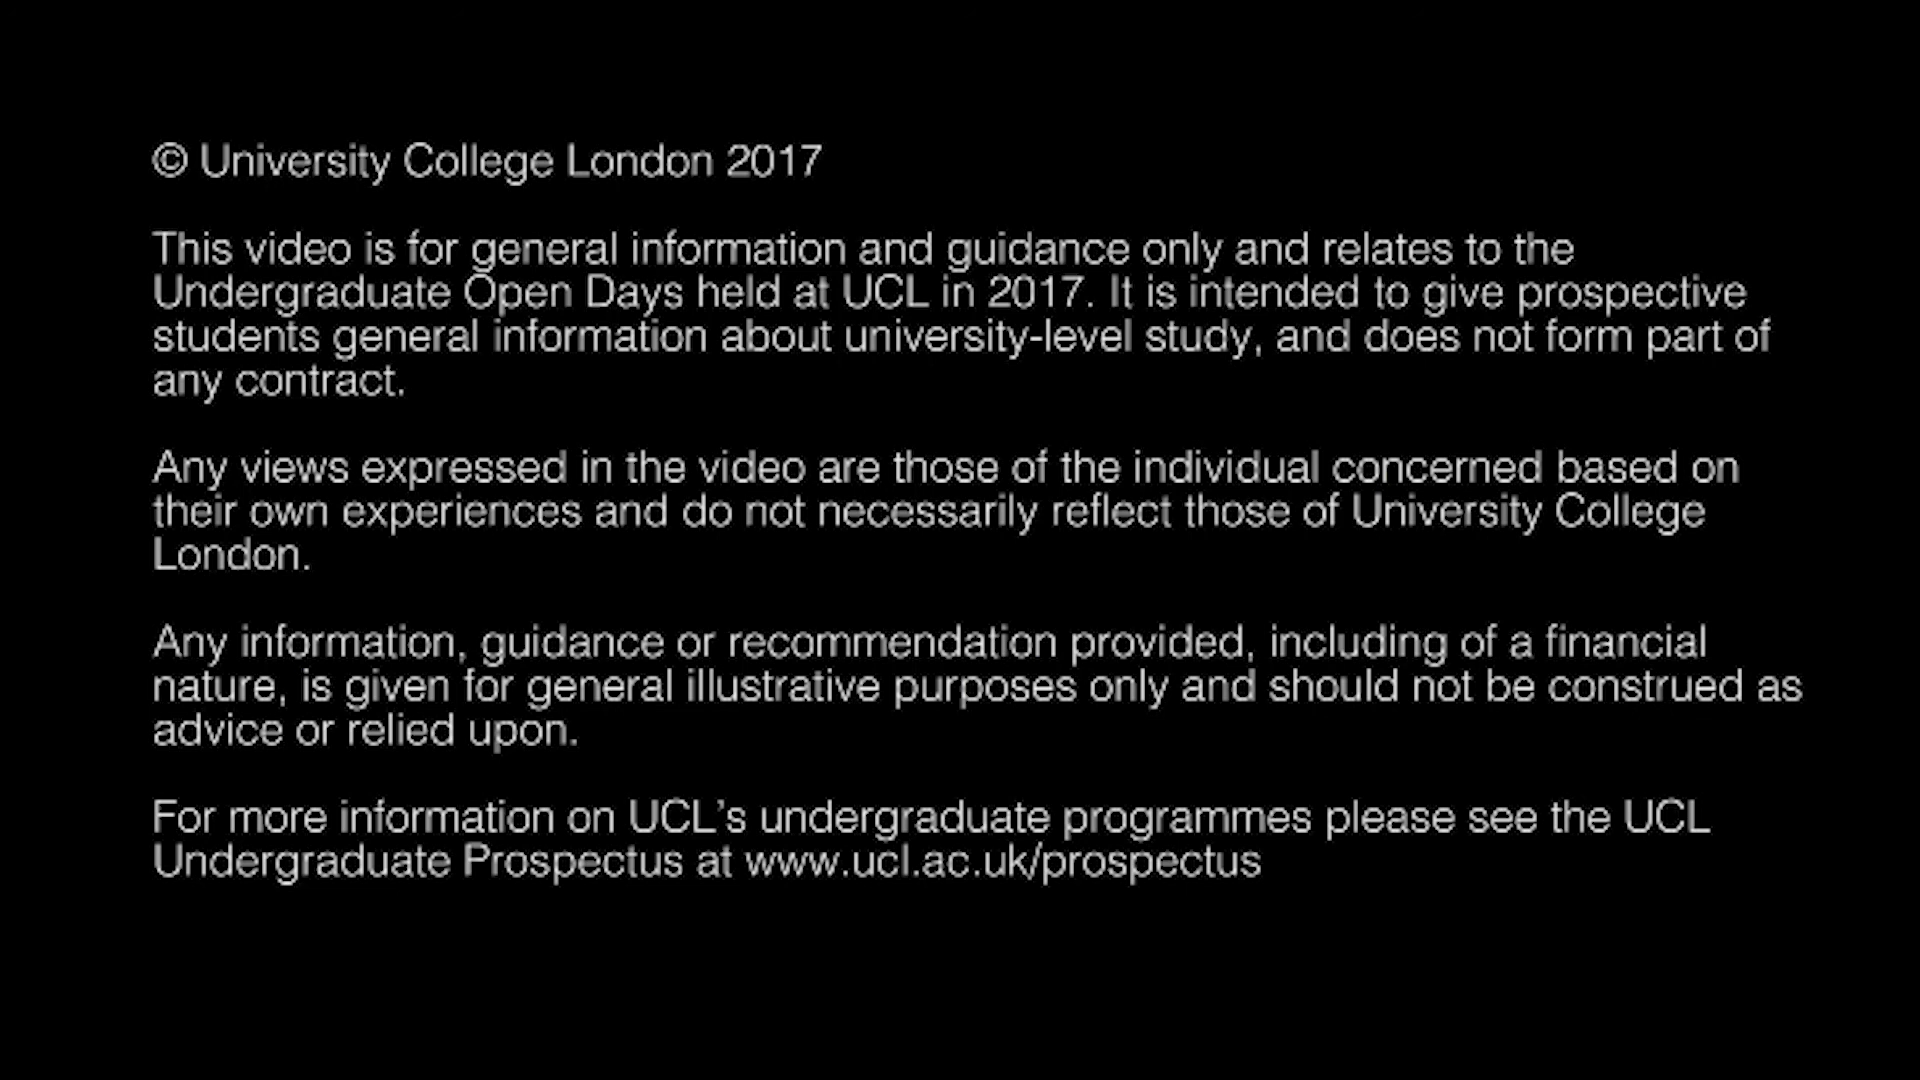 © University College London 2017
This video is for general information and guidance only and relates to the
Undergraduate Open Days held at UCL in 2017. It is intended to give prospective
students general information about university-level study, and does not form part of
any contract.
Any views expressed in the video are those of the individual concerned based on
their own experiences and do not necessarily reflect those of University College
London.
Any information, guidance or recommendation provided, including of a financial
nature, is given for general illustrative purposes only and should not be construed as
advice or relied upon.
For more information on UCL’s undergraduate programmes please see the UCL
Undergraduate Prospectus at www.ucl.ac.uk/prospectus